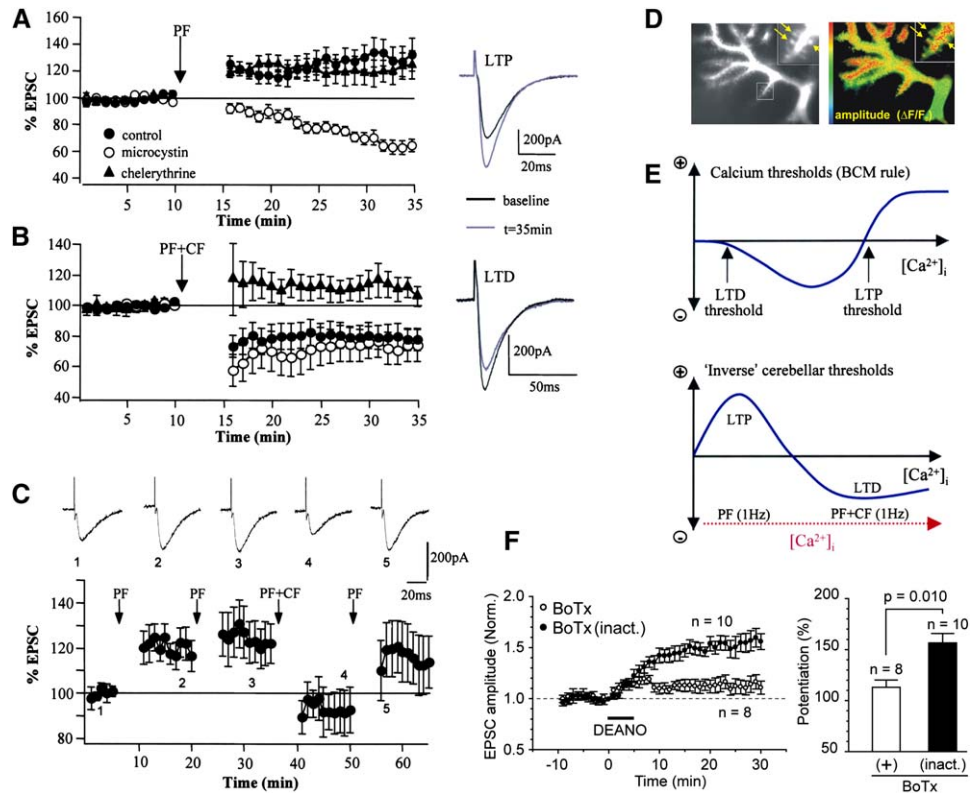 A
160
140
120
100
80
60
40
% EPSC
PF
control
microcystin
chelerythrine
5
10
15
20
25
30
35
Time (min)
LTP
200pA
20ms
baseline
t=35min
B
140
120
100
80
60
40
% EPSC
PF+CF
5
10
15
20
25
30
35
Time (min)
LTD
200pA
50ms
C
1
2
3
4
5
200pA
20ms
PF
PF
PF+CF
PF
140
120
100
80
% EPSC
1
2
3
4
5
10
20
30
40
50
60
Time (min)
D
amplitude (ΔF/F)
E
+
Calcium thresholds (BCM rule)
[Ca²⁺]i
LTD
threshold
LTP
threshold
-
+
'Inverse' cerebellar thresholds
LTP
[Ca²⁺]i
LTD
PF (1Hz)
PF+CF (1Hz)
-
[Ca²⁺]i
F
2.0
1.5
1.0
0.5
EPSC amplitude (Norm.)
BoTx
BoTx (inact.)
n = 10
n = 8
DEANO
-10
0
10
20
30
Time (min)
p = 0.010
n = 10
n = 8
200
150
100
50
Potentiation (%)
(+)
(inact.)
BoTx